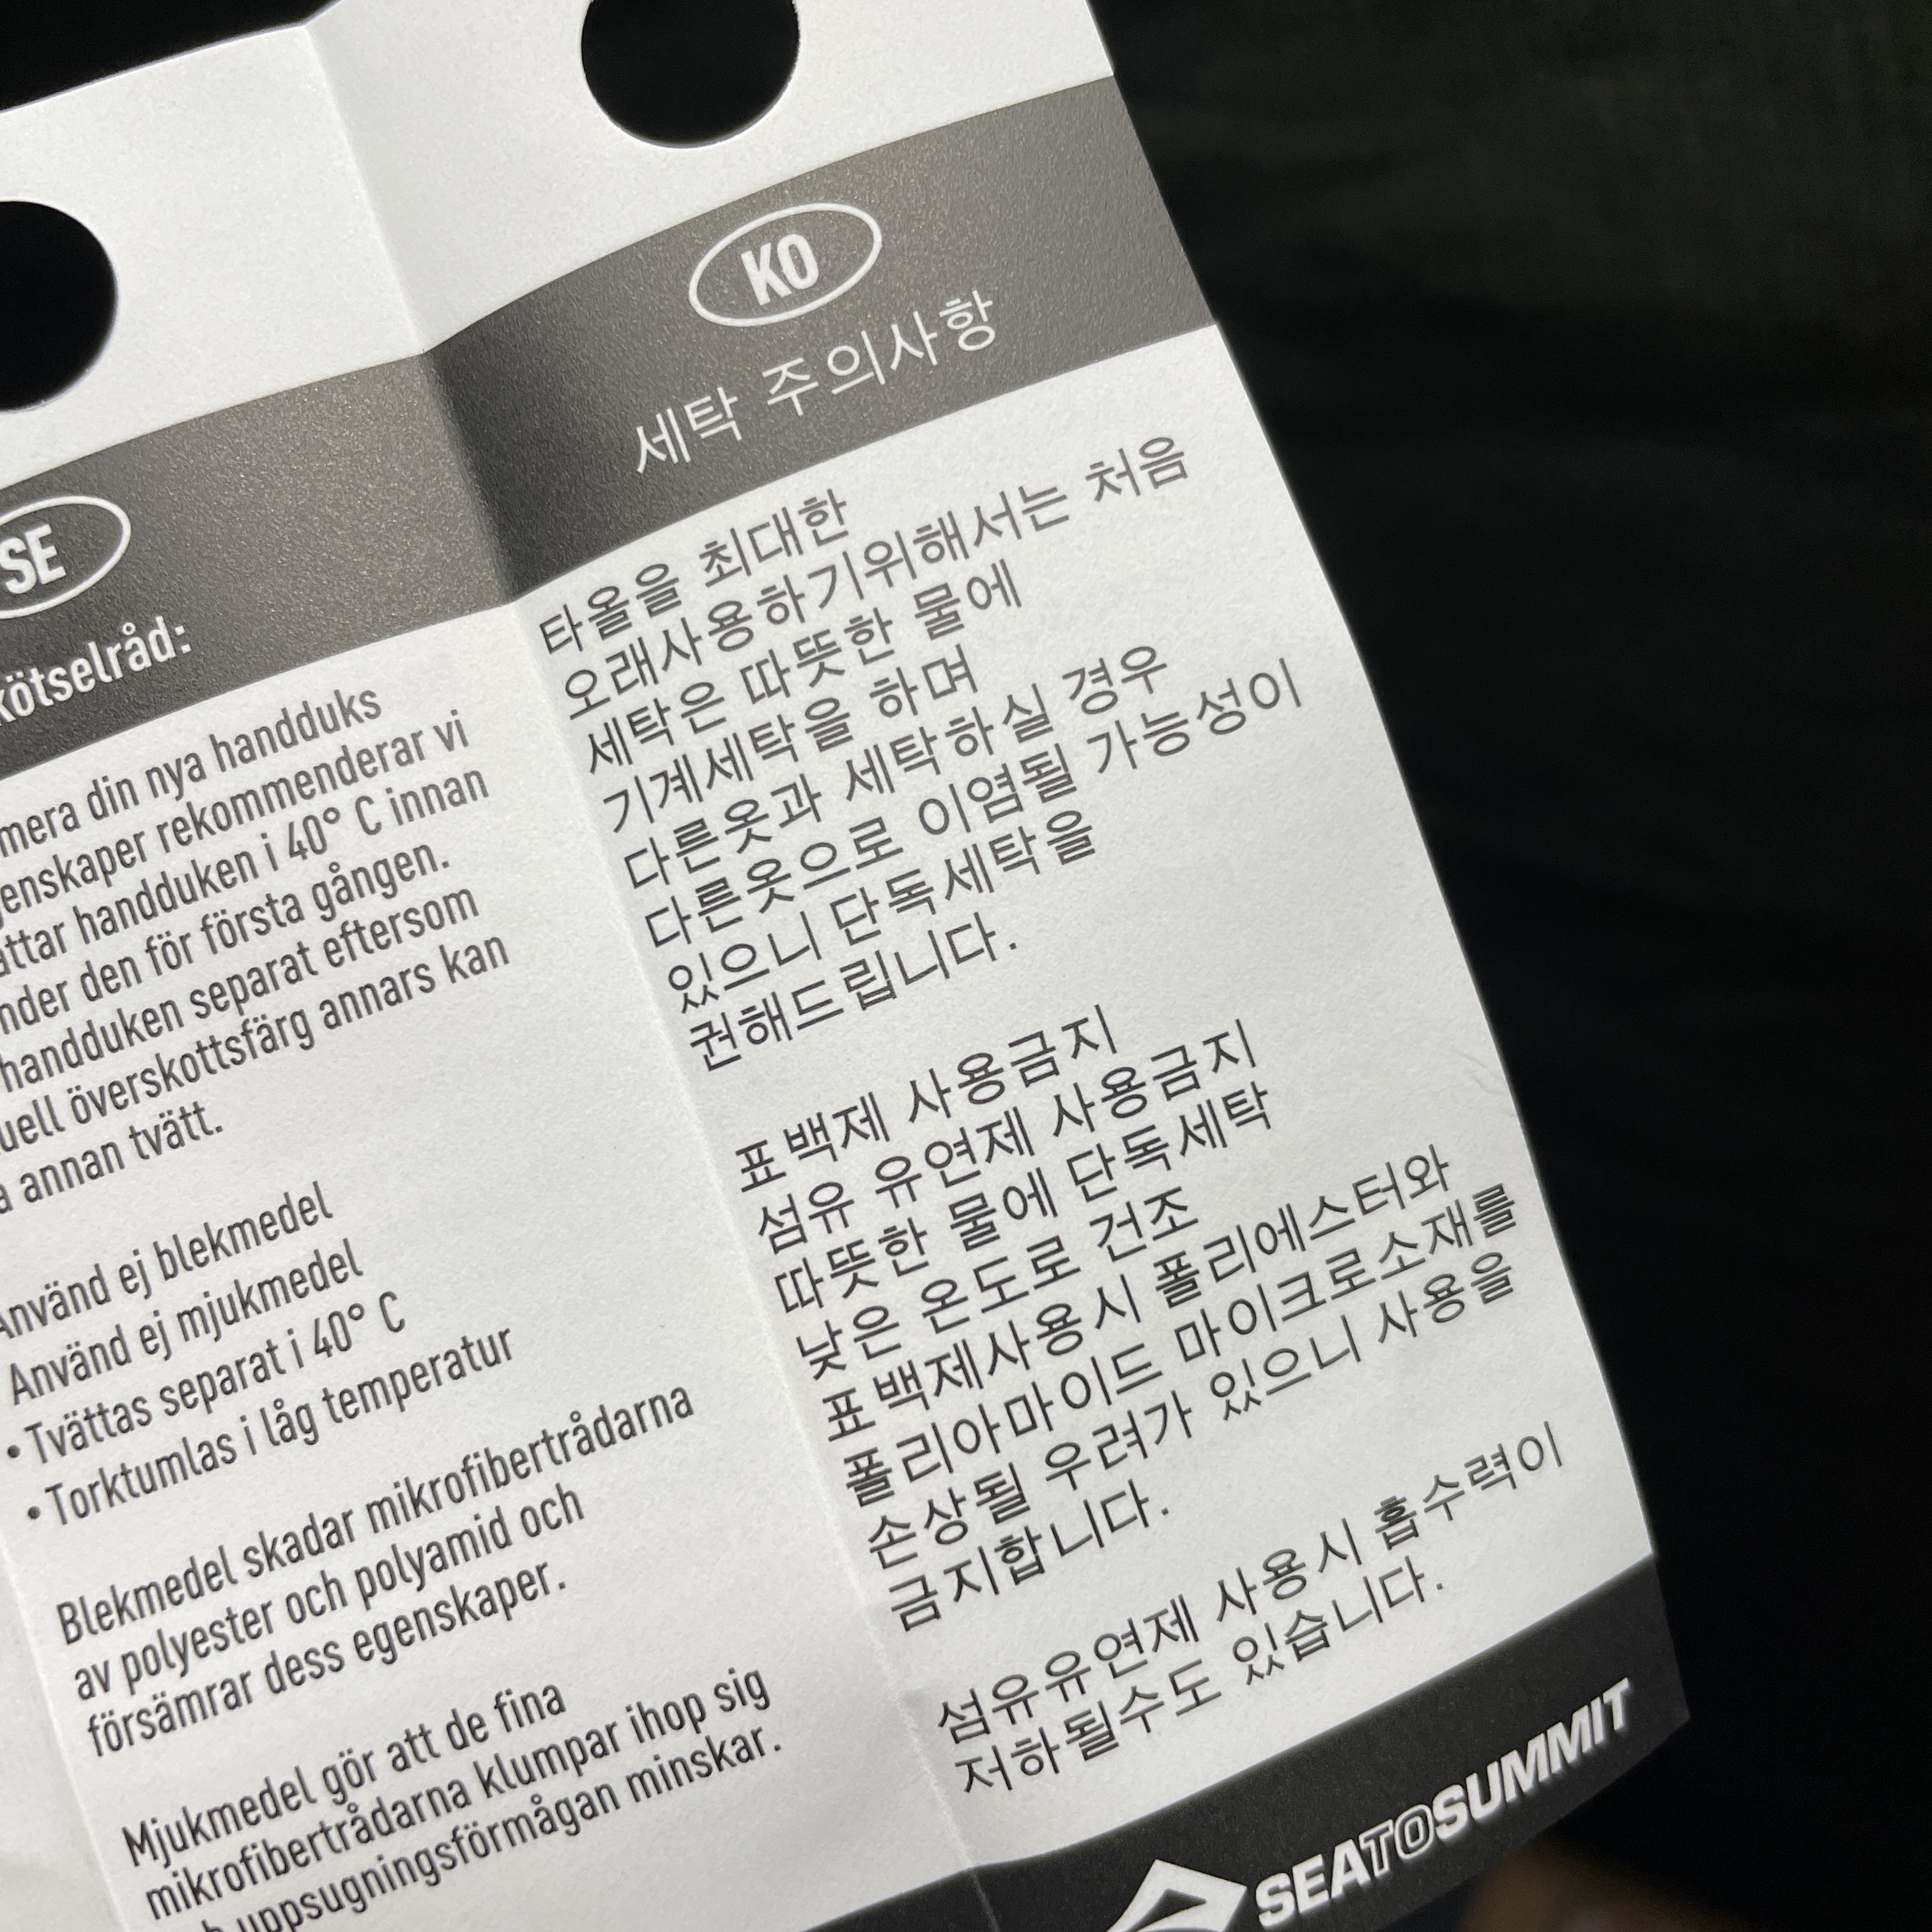 SE
kötselråd:
mera din nya handduks
genskaper rekommenderar vi
ättar handduken i 40° C innan
nder den för första gången.
handduken separat eftersom
uell överskottsfärg annars kan
a annan tvätt.
Använd ej blekmedel
Använd ej mjukmedel
• Tvättas separat i 40° C
• Torktumlas i låg temperatur
Blekmedel skadar mikrofibertrådarna
av polyester och polyamid och
försämrar dess egenskaper.
Mjukmedel gör att de fina
mikrofibertrådarna klumpar ihop sig
h uppsugningsförmågan minskar.
KO
세탁 주의사항
타올을 최대한
오래사용하기위해서는 처음
세탁은 따뜻한 물에
기계세탁을 하며
다른옷과 세탁하실 경우
다른옷으로 이염될 가능성이
있으니 단독세탁을
권해드립니다.
표백제 사용금지
섬유 유연제 사용금지
따뜻한 물에 단독세탁
낮은 온도로 건조
표백제사용시 폴리에스터와
폴리아마이드 마이크로소재를
손상될 우려가 있으니 사용을
금지합니다.
섬유유연제 사용시 흡수력이
저하될수도 있습니다.
SEATOSUMMIT